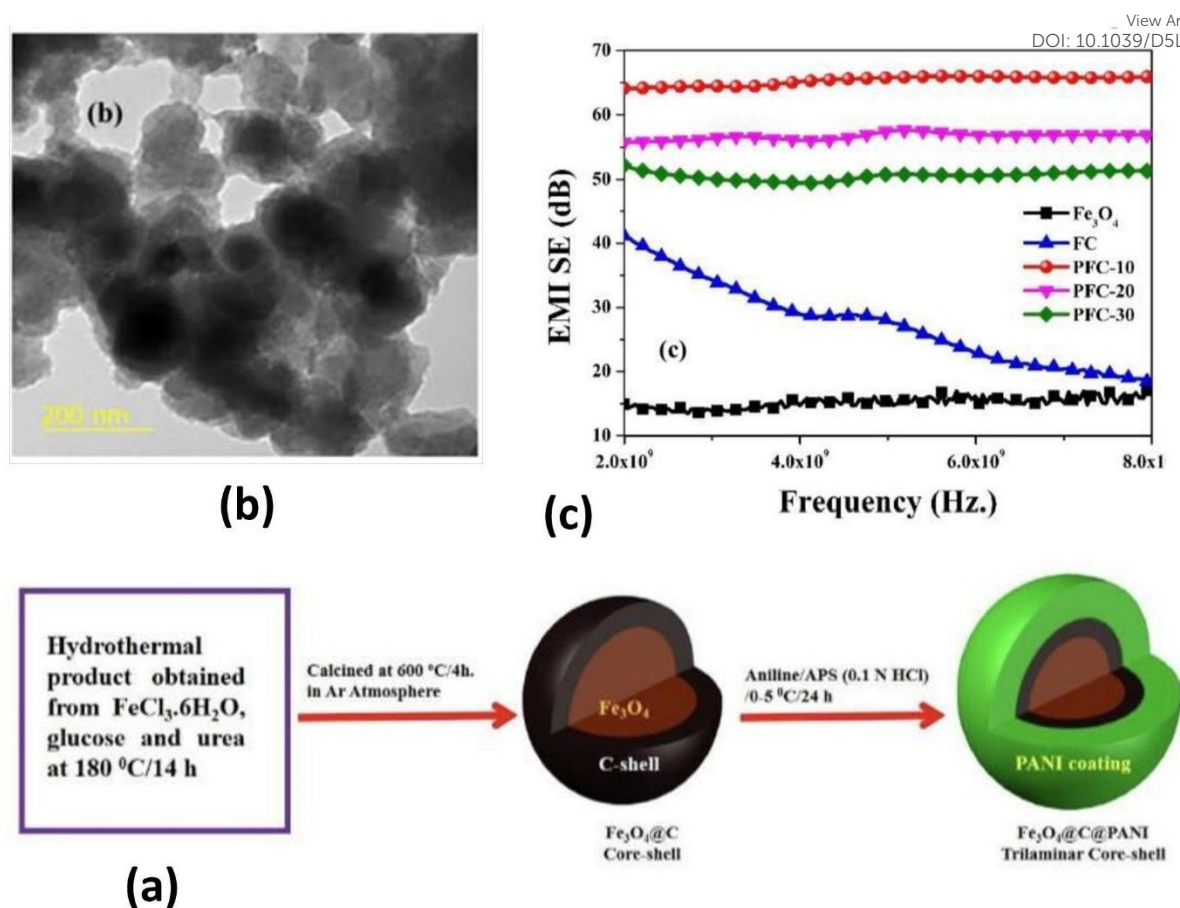 View Ar
DOI: 10.1039/D5L
(b)
200 nm
(b)
70
60
50
40
30
20
10
EMI SE (dB)
Fe₃O₄
FC
PFC-10
PFC-20
PFC-30
(c)
2.0x10⁹
4.0x10⁹
6.0x10⁹
8.0x1
Frequency (Hz.)
(c)
Hydrothermal
product obtained
from FeCl₃.6H₂O,
glucose and urea
at 180 ⁰C/14 h
Calcined at 600 ⁰C/4h.
in Ar Atmosphere
Fe₃O₄
C-shell
Fe₃O₄@C
Core-shell
Aniline/APS (0.1 N HCl)
/0-5 ⁰C/24 h
PANI coating
Fe₃O₄@C@PANI
Trilaminar Core-shell
(a)